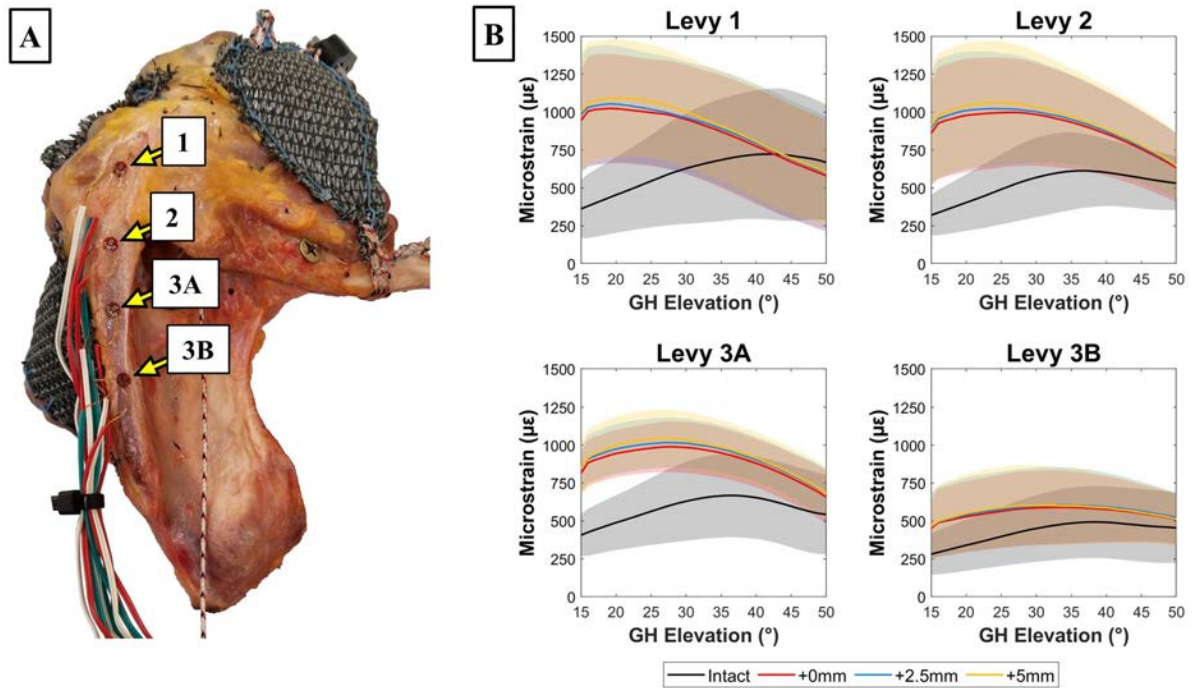 A
1
2
3A
3B
B
Levy 1
1500
1250
1000
750
500
250
0
Microstrain (με)
15 20 25 30 35 40 45 50
GH Elevation (°)
Levy 2
1500
1250
1000
750
500
250
0
Microstrain (με)
15 20 25 30 35 40 45 50
GH Elevation (°)
Levy 3A
1500
1250
1000
750
500
250
0
Microstrain (με)
15 20 25 30 35 40 45 50
GH Elevation (°)
Levy 3B
1500
1250
1000
750
500
250
0
Microstrain (με)
15 20 25 30 35 40 45 50
GH Elevation (°)
Intact +0mm +2.5mm +5mm